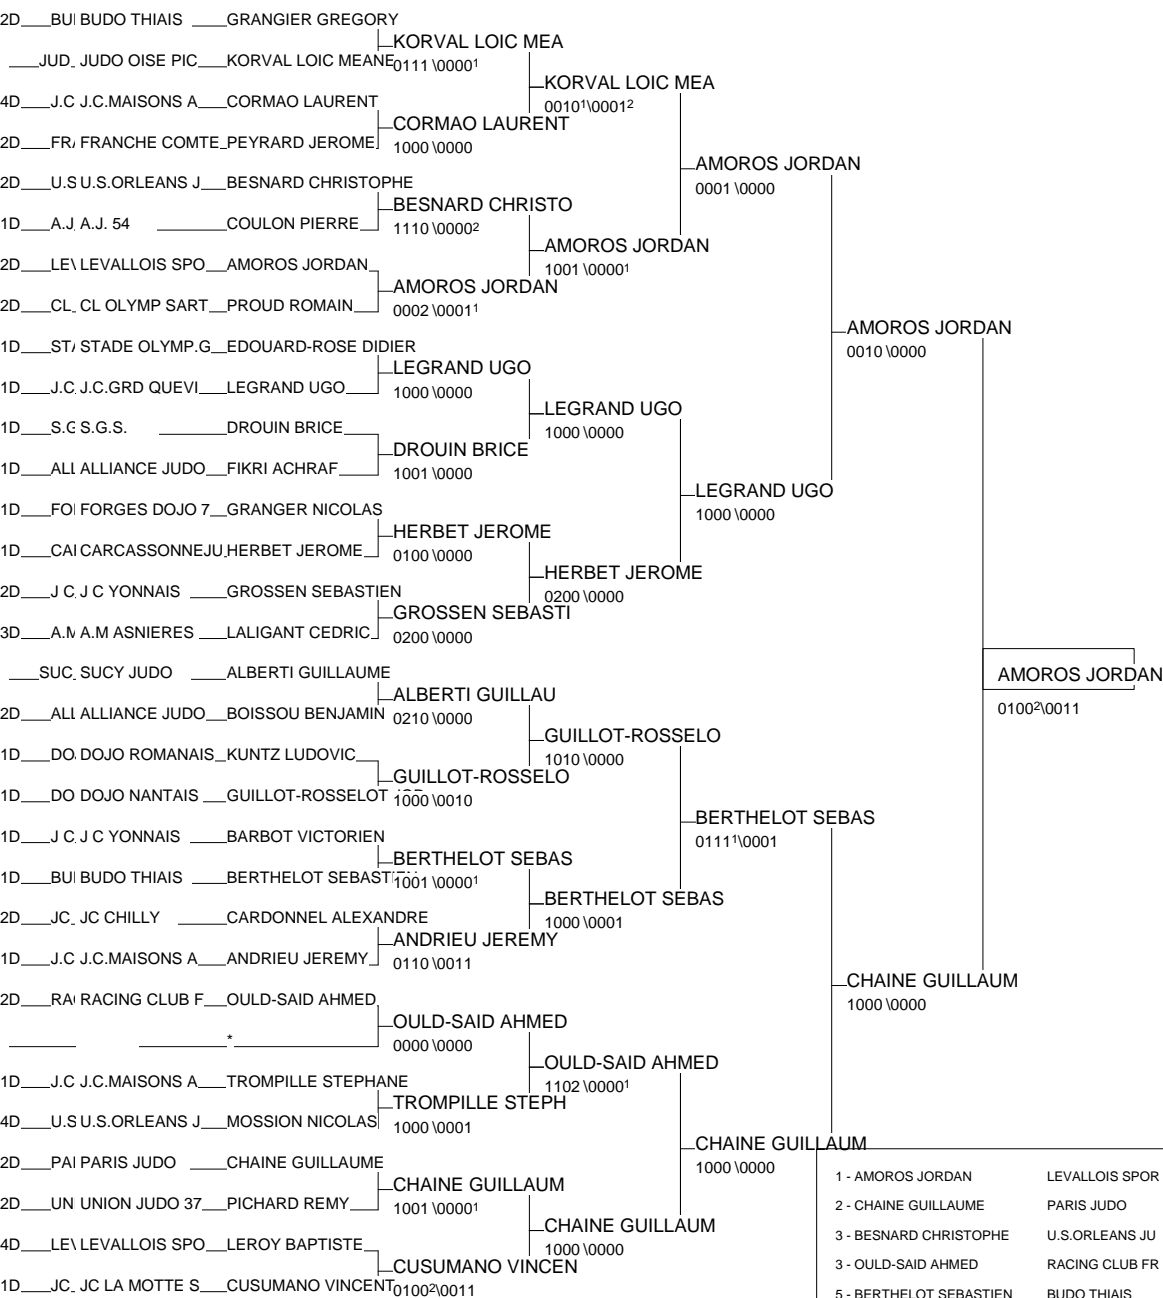 2D BUI BUDO THIAIS GRANGIER GREGORY
KORVAL LOIC MEA
JUD JUDO OISE PIC KORVAL LOIC MEANE 0111 \0000¹
KORVAL LOIC MEA
0010¹\0001²
4D J.C J.C.MAISONS A CORMAO LAURENT
CORMAO LAURENT
2D FR FRANCHE COMTE PEYRARD JEROME 1000 \0000
AMOROS JORDAN
0001 \0000
2D U.S U.S.ORLEANS J BESNARD CHRISTOPHE
BESNARD CHRISTO
1D A.J A.J. 54 COULON PIERRE 1110 \0000²
AMOROS JORDAN
1001 \0000¹
2D LEV LEVALLOIS SPO AMOROS JORDAN
AMOROS JORDAN
2D CL CL OLYMP SART PROUD ROMAIN 0002 \0001¹
AMOROS JORDAN
0010 \0000
1D STA STADE OLYMP.G EDOUARD-ROSE DIDIER
LEGRAND UGO
1D J.C J.C.GRD QUEVI LEGRAND UGO 1000 \0000
LEGRAND UGO
1000 \0000
1D S.G S.G.S. DROUIN BRICE
DROUIN BRICE
1D ALL ALLIANCE JUDO FIKRI ACHRAF 1001 \0000
LEGRAND UGO
1000 \0000
1D FOI FORGES DOJO 7 GRANGER NICOLAS
HERBET JEROME
1D CAI CARCASSONNEJU HERBET JEROME 0100 \0000
HERBET JEROME
0200 \0000
2D J C J C YONNAIS GROSSEN SEBASTIEN
GROSSEN SEBASTI
3D A.M A.M ASNIERES LALIGANT CEDRIC 0200 \0000
AMOROS JORDAN
0100²\0011
SUC SUCY JUDO ALBERTI GUILLAUME
ALBERTI GUILLAU
2D ALL ALLIANCE JUDO BOISSOU BENJAMIN 0210 \0000
GUILLOT-ROSSELO
1010 \0000
1D DO DOJO ROMANAIS KUNTZ LUDOVIC
GUILLOT-ROSSELO
1D DO DOJO NANTAIS GUILLOT-ROSSELOT 1000 \0010
BERTHELOT SEBAS
0111¹\0001
1D J C J C YONNAIS BARBOT VICTORIEN
BERTHELOT SEBAS
1D BUI BUDO THIAIS BERTHELOT SEBASTIEN 1001 \0000¹
BERTHELOT SEBAS
1000 \0001
2D JC JC CHILLY CARDONNEL ALEXANDRE
ANDRIEU JEREMY
1D J.C J.C.MAISONS A ANDRIEU JEREMY 0110 \0011
CHAINE GUILLAUM
1000 \0000
2D RA RACING CLUB F OULD-SAID AHMED
OULD-SAID AHMED
* 0000 \0000
OULD-SAID AHMED
1102 \0000¹
1D J.C J.C.MAISONS A TROMPILLE STEPHANE
TROMPILLE STEPH
4D U.S U.S.ORLEANS J MOSSION NICOLAS 1000 \0001
CHAINE GUILLAUM
1000 \0000
2D PAI PARIS JUDO CHAINE GUILLAUME
CHAINE GUILLAUM
2D UN UNION JUDO 37 PICHARD REMY 1001 \0000¹
CHAINE GUILLAUM
1000 \0000
4D LEV LEVALLOIS SPO LEROY BAPTISTE
CUSUMANO VINCEN
1D JC JC LA MOTTE S CUSUMANO VINCENT 0100²\0011
1 - AMOROS JORDAN LEVALLOIS SPOR
2 - CHAINE GUILLAUME PARIS JUDO
3 - BESNARD CHRISTOPHE U.S.ORLEANS JU
3 - OULD-SAID AHMED RACING CLUB FR
5 - BERTHELOT SEBASTIEN BUDO THIAIS